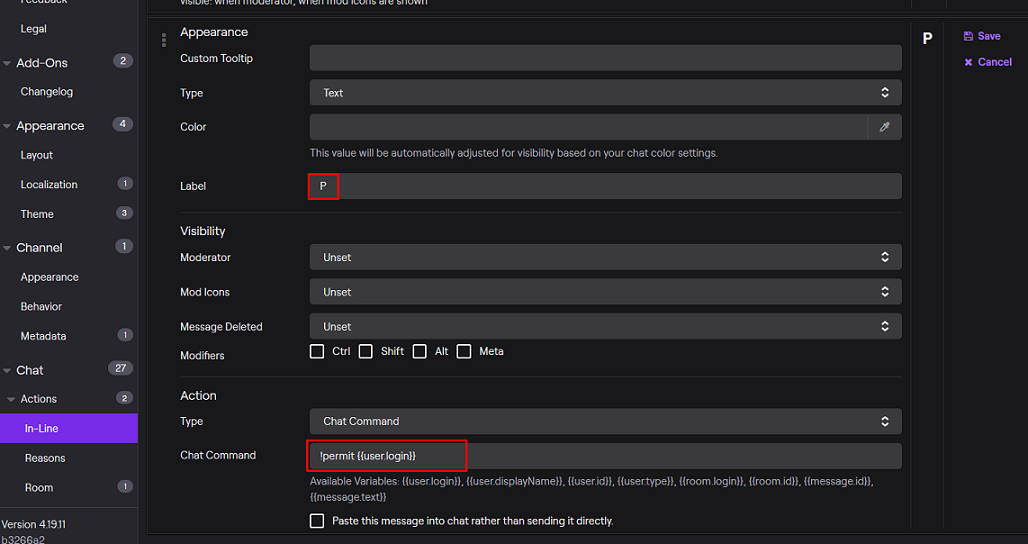 Feedback
Legal
Add-Ons 2
Changelog
Appearance 4
Layout
Localization 1
Theme 3
Channel 1
Appearance
Behavior
Metadata 1
Chat 27
Actions 2
In-Line
Reasons
Room 1
Version 4.19.11
b3266a2
visible: when moderator, when mod icons are shown
Appearance
Custom Tooltip
Type Text
Color
This value will be automatically adjusted for visibility based on your chat color settings.
Label P
Visibility
Moderator Unset
Mod Icons Unset
Message Deleted Unset
Modifiers Ctrl Shift Alt Meta
Action
Type Chat Command
Chat Command !permit {{user.login}}
Available Variables: {{user.login}}, {{user.displayName}}, {{user.id}}, {{user.type}}, {{room.login}}, {{room.id}}, {{message.id}},
{{message.text}}
Paste this message into chat rather than sending it directly.
P
Save
Cancel